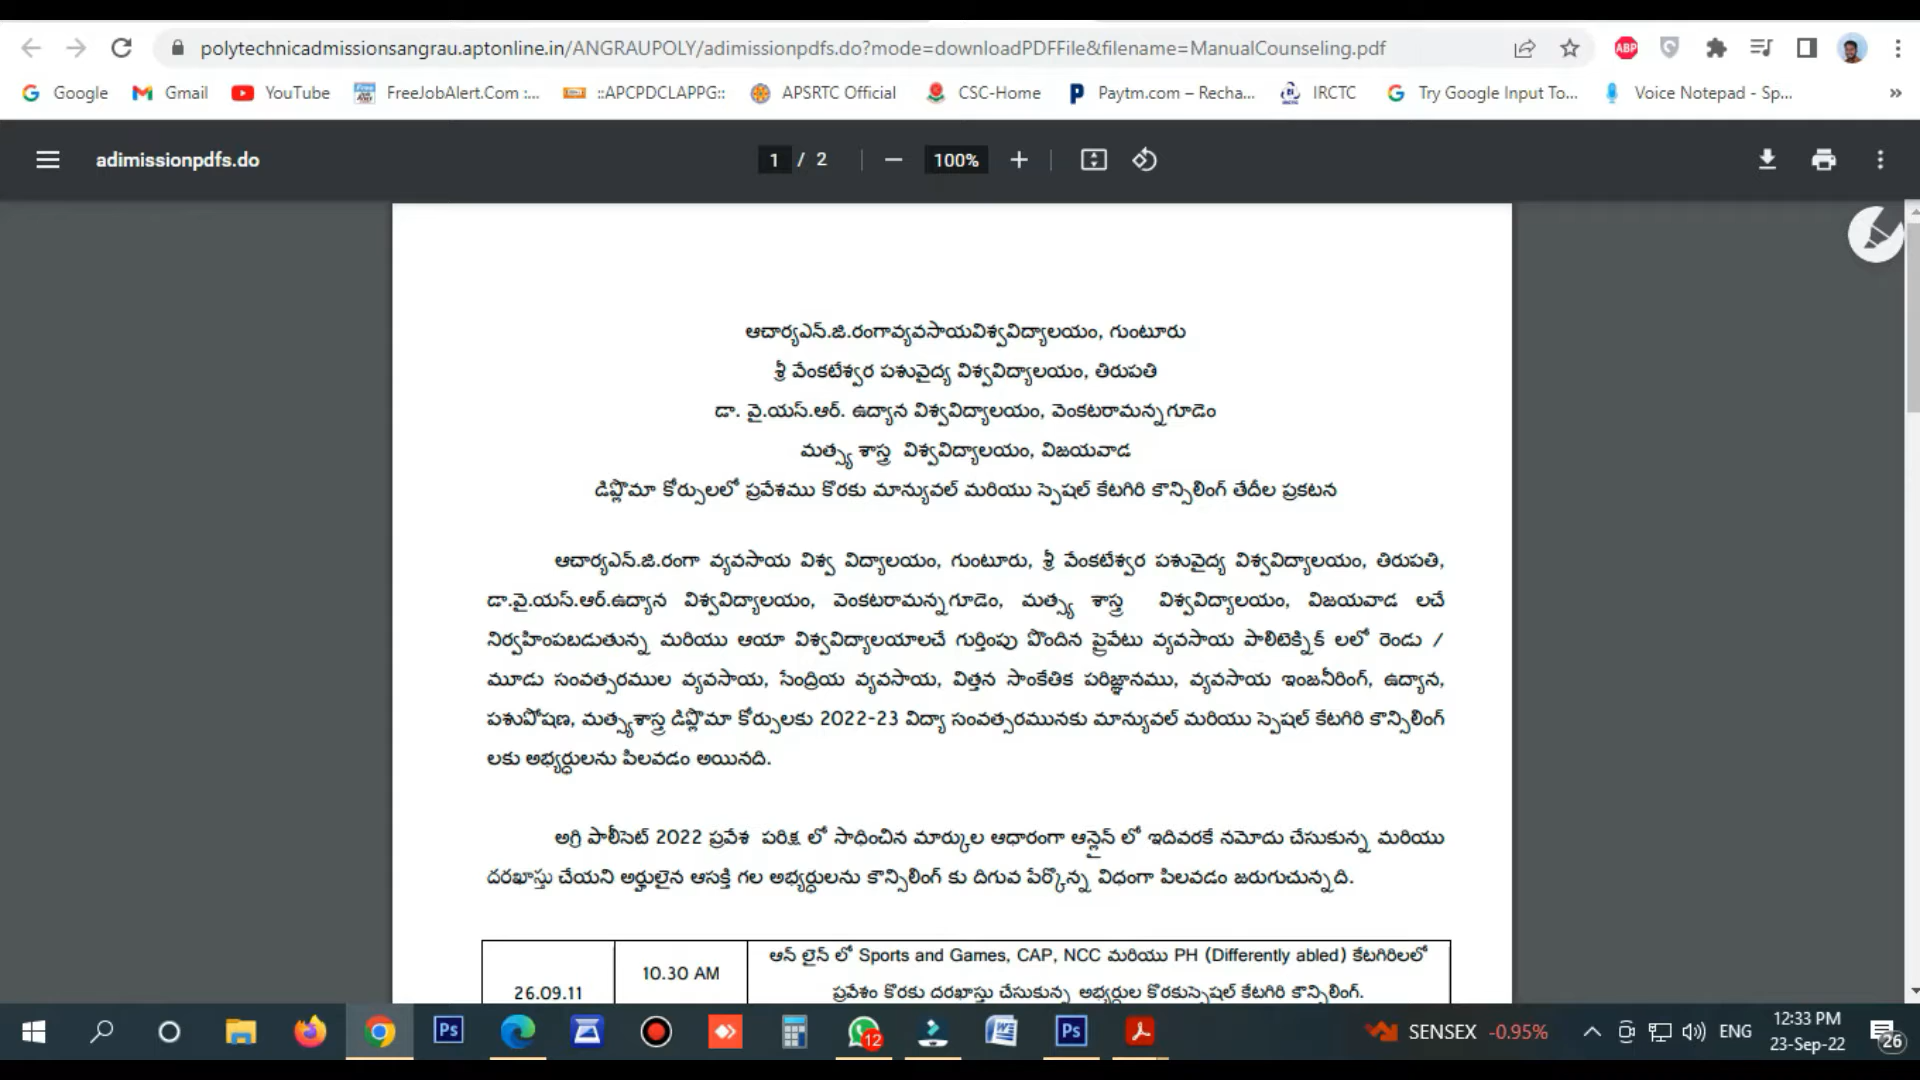 polytechnicadmissionsangrau.aptonline.in/ANGRAUPOLY/adimissionpdfs.do?mode=downloadPDFFile&filename=ManualCounseling.pdf
ABP
Google Gmail YouTube FreeJobAlert.Com :... ::APCPDCLAPPG:: APSRTC Official CSC-Home Paytm.com – Recha... IRCTC Try Google Input To... Voice Notepad - Sp... »
adimissionpdfs.do 1 / 2 100%
ఆచార్యఎన్.జి.రంగావ్యవసాయవిశ్వవిద్యాలయం, గుంటూరు
శ్రీ వేంకటేశ్వర పశువైద్య విశ్వవిద్యాలయం, తిరుపతి
డా. వై.యస్.ఆర్. ఉద్యాన విశ్వవిద్యాలయం, వెంకటరామన్నగూడెం
మత్స్య శాస్త్ర విశ్వవిద్యాలయం, విజయవాడ
డిప్లొమా కోర్సులలో ప్రవేశము కొరకు మాన్యువల్ మరియు స్పెషల్ కేటగిరి కౌన్సిలింగ్ తేదీల ప్రకటన
ఆచార్యఎన్.జి.రంగా వ్యవసాయ విశ్వ విద్యాలయం, గుంటూరు, శ్రీ వేంకటేశ్వర పశువైద్య విశ్వవిద్యాలయం, తిరుపతి,
డా.వై.యస్.ఆర్.ఉద్యాన విశ్వవిద్యాలయం, వెంకటరామన్నగూడెం, మత్స్య శాస్త్ర విశ్వవిద్యాలయం, విజయవాడ లచే
నిర్వహింపబడుతున్న మరియు ఆయా విశ్వవిద్యాలయాలచే గుర్తింపు పొందిన ప్రైవేటు వ్యవసాయ పాలిటెక్నిక్ లలో రెండు /
మూడు సంవత్సరముల వ్యవసాయ, సేంద్రియ వ్యవసాయ, విత్తన సాంకేతిక పరిజ్ఞానము, వ్యవసాయ ఇంజనీరింగ్, ఉద్యాన,
పశుపోషణ, మత్స్యశాస్త్ర డిప్లొమా కోర్సులకు 2022-23 విద్యా సంవత్సరమునకు మాన్యువల్ మరియు స్పెషల్ కేటగిరి కౌన్సిలింగ్
లకు అభ్యర్ధులను పిలవడం అయినది.
అగ్రి పాలీసెట్ 2022 ప్రవేశ పరిక్ష లో సాధించిన మార్కుల ఆధారంగా ఆన్లైన్ లో ఇదివరకే నమోదు చేసుకున్న మరియు
దరఖాస్తు చేయని అర్హులైన ఆసక్తి గల అభ్యర్ధులను కౌన్సిలింగ్ కు దిగువ పేర్కొన్న విధంగా పిలవడం జరుగుచున్నది.
26.09.11 10.30 AM ఆన్ లైన్ లో Sports and Games, CAP, NCC మరియు PH (Differently abled) కేటగిరిలలో
ప్రవేశం కొరకు దరఖాస్తు చేసుకున్న అభ్యర్ధుల కొరకుస్పెషల్ కేటగిరి కౌన్సిలింగ్.
Ps 12 Ps SENSEX -0.95% ENG 12:33 PM
23-Sep-22 26